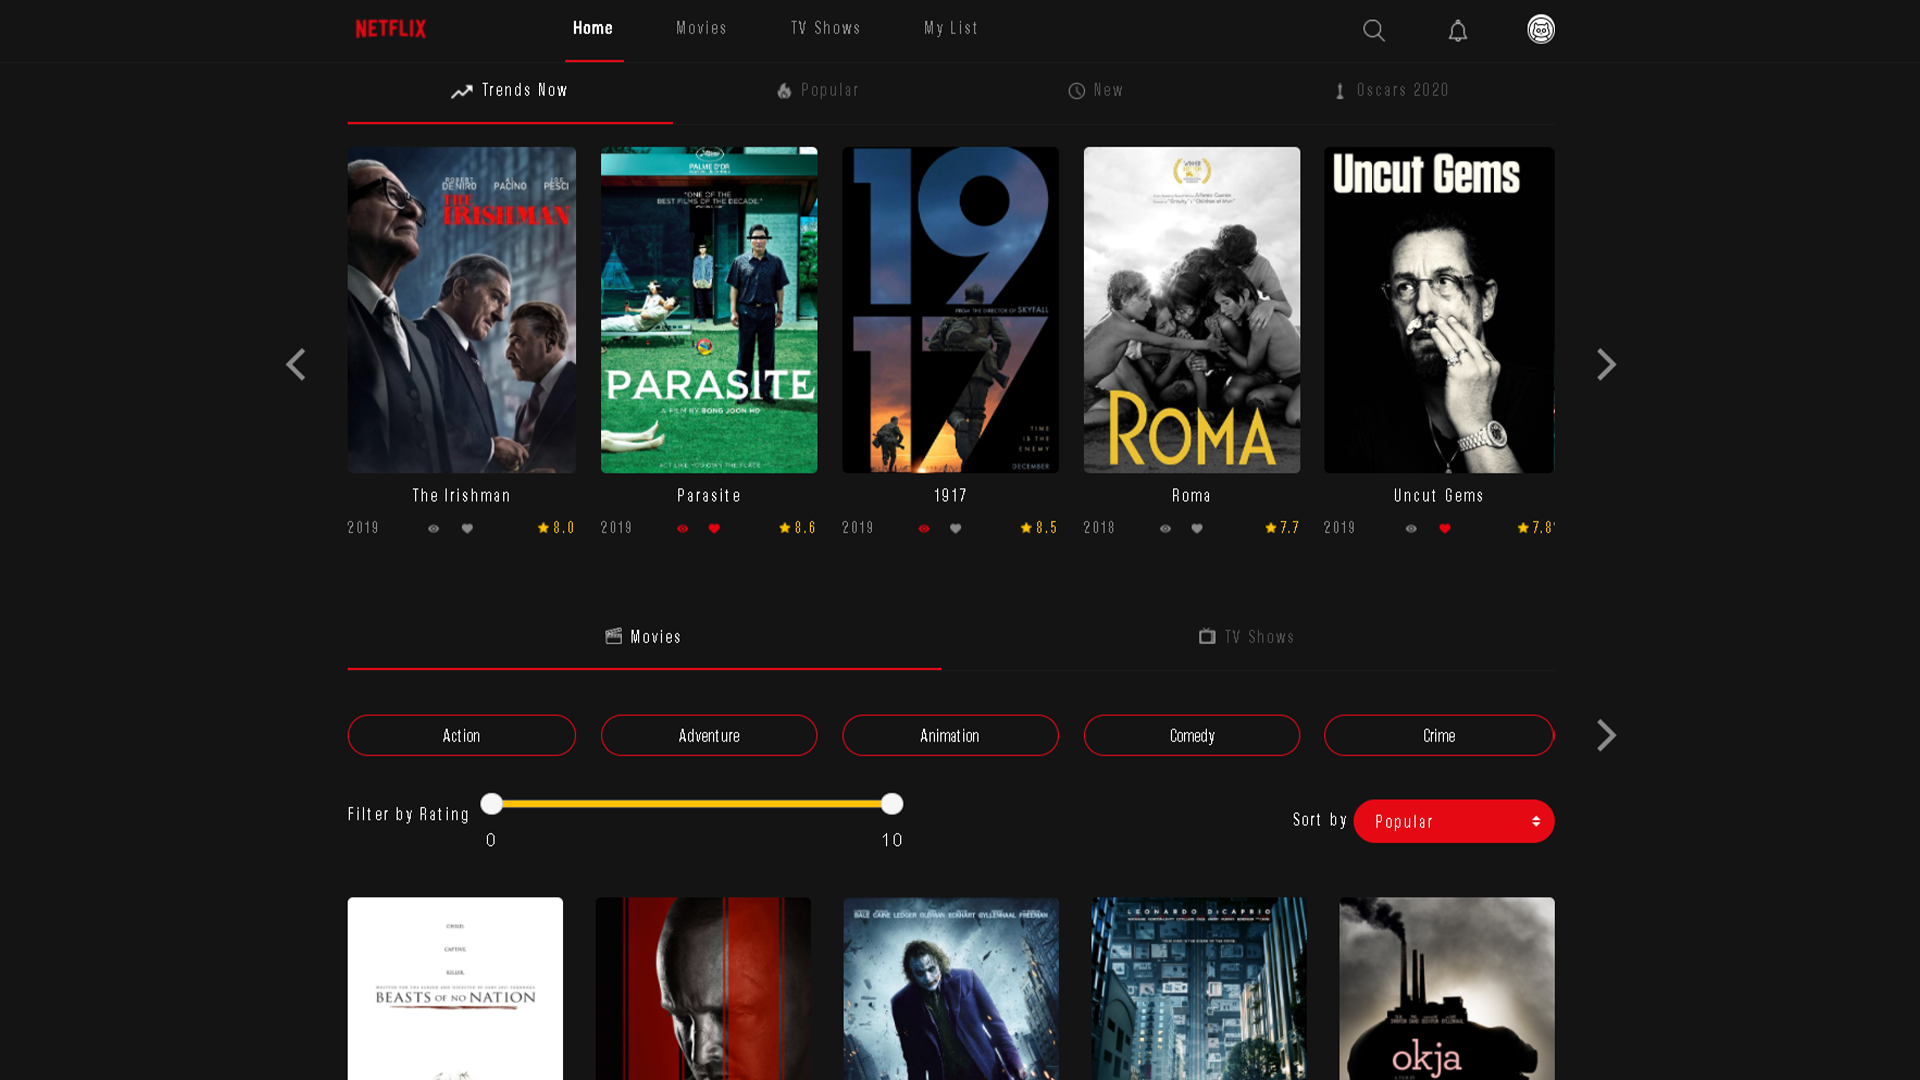 NETFLIX Home Movies TV Shows My List
Trends Now Popular New Oscars 2020
ROBERT DENIRO AL PACINO JOE PESCI
THE IRISHMAN
PALME D'OR
"ONE OF THE
BEST FILMS OF THE DECADE."
PARASITE
A FILM BY BONG JOON HO
ACT LIKE YOU OWN THE PLACE
19
FROM THE DIRECTOR OF SKYFALL
17
TIME
IS THE
ENEMY
DECEMBER
ROMA
Uncut Gems
The Irishman
2019 8.0
Parasite
2019 8.6
1917
2019 8.5
Roma
2018 7.7
Uncut Gems
2019 7.8
Movies TV Shows
Action Adventure Animation Comedy Crime
Filter by Rating
0 10
Sort by Popular
CHILD.
CAPTIVE.
KILLER.
BEASTS OF NO NATION
BALE CAINE LEDGER OLDMAN ECKHART GYLLENHAAL FREEMAN
LEONARDO DiCAPRIO
okja